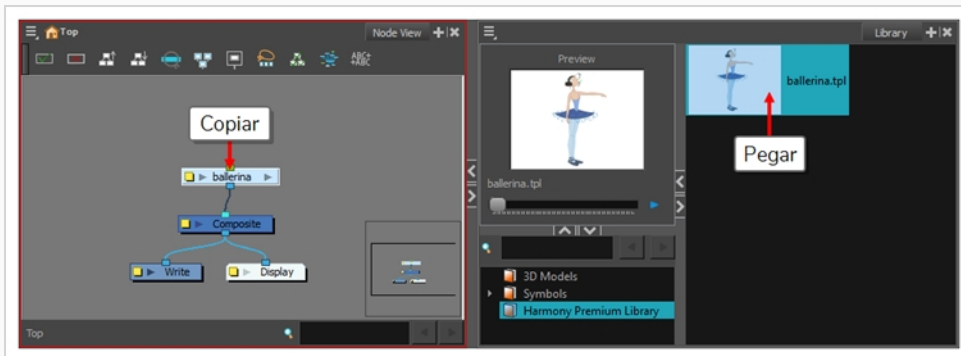 Top
Node View
ABC+
+ABC
Copiar
ballerina
Composite
Write
Display
Top
Library
Preview
ballerina.tpl
ballerina.tpl
Pegar
3D Models
Symbols
Harmony Premium Library